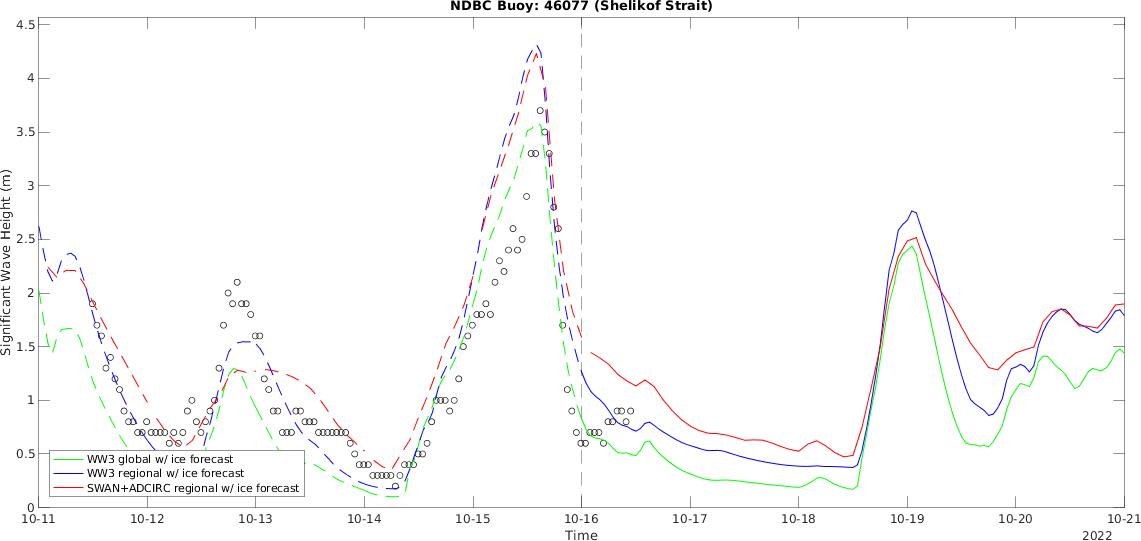 NDBC Buoy: 46077 (Shelikof Strait)
4.5
4
3.5
3
2.5
2
1.5
1
0.5
0
Significant Wave Height (m)
WW3 global w/ ice forecast
WW3 regional w/ ice forecast
SWAN+ADCIRC regional w/ ice forecast
10-11 10-12 10-13 10-14 10-15 10-16 10-17 10-18 10-19 10-20 10-21
Time
2022